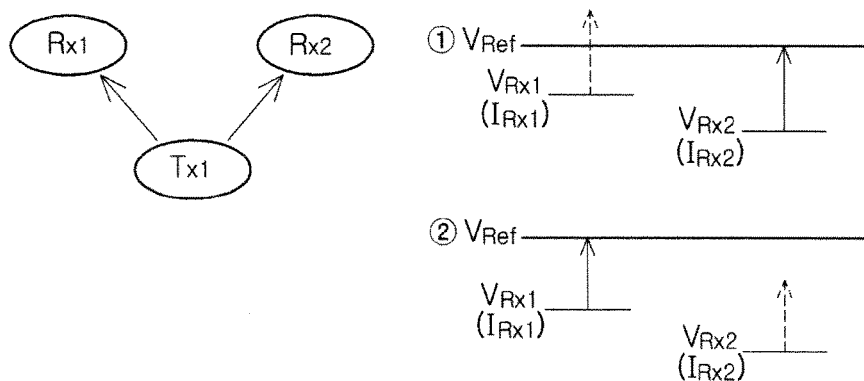 Rx1
Rx2
Tx1
① VRef
VRx1
(IRx1)
VRx2
(IRx2)
② VRef
VRx1
(IRx1)
VRx2
(IRx2)